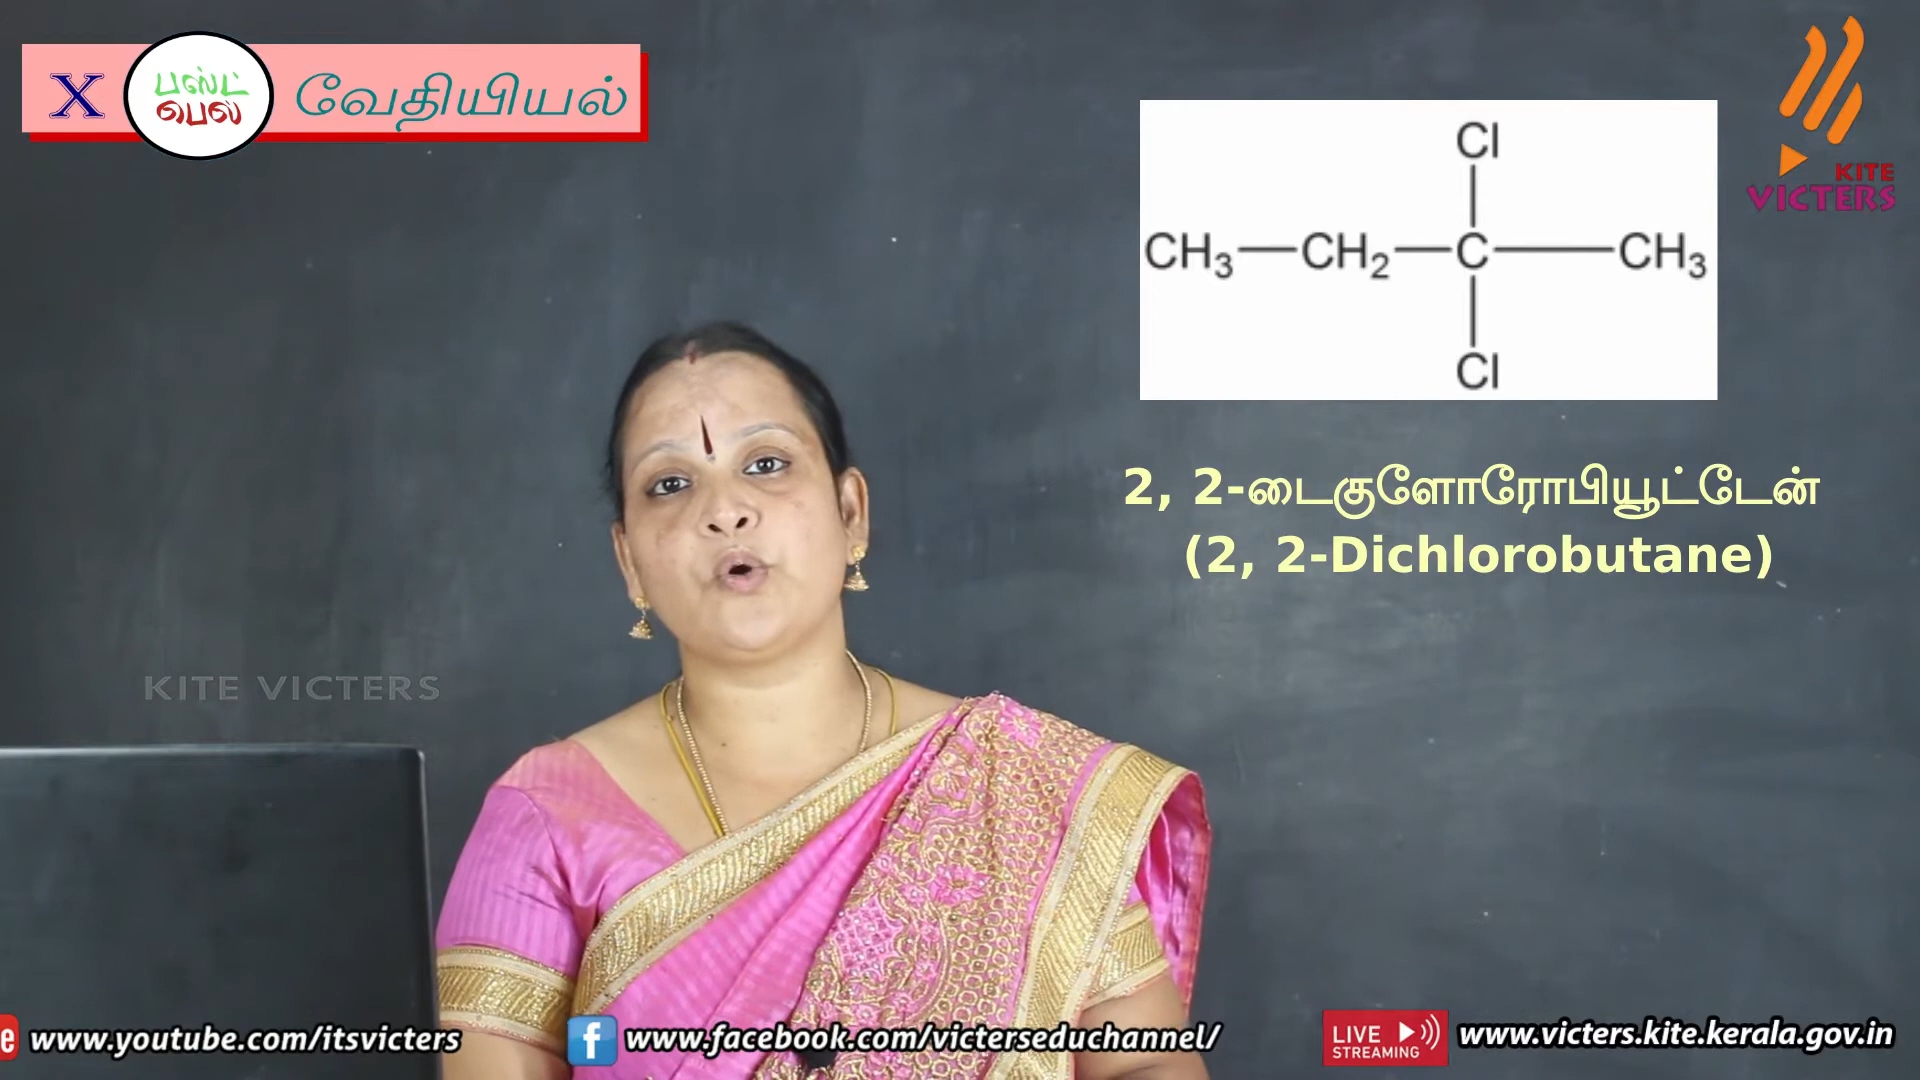 X பஸ்ட் பெல் வேதியியல்
KITE VICTERS
Cl
CH3—CH2—C—CH3
Cl
2, 2-டைகுளோரோபியூட்டேன்
(2, 2-Dichlorobutane)
KITE VICTERS
www.youtube.com/itsvicters
www.facebook.com/victerseduchannel/
LIVE STREAMING
www.victers.kite.kerala.gov.in